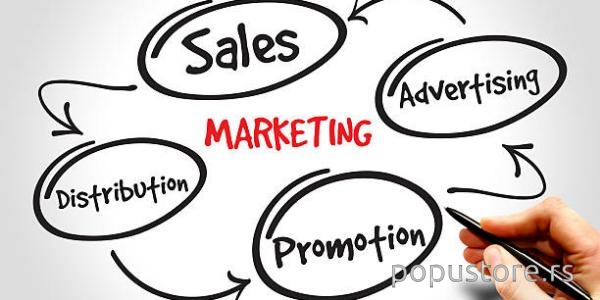 Sales
Advertising
MARKETING
Distribution
Promotion
popustore.rs